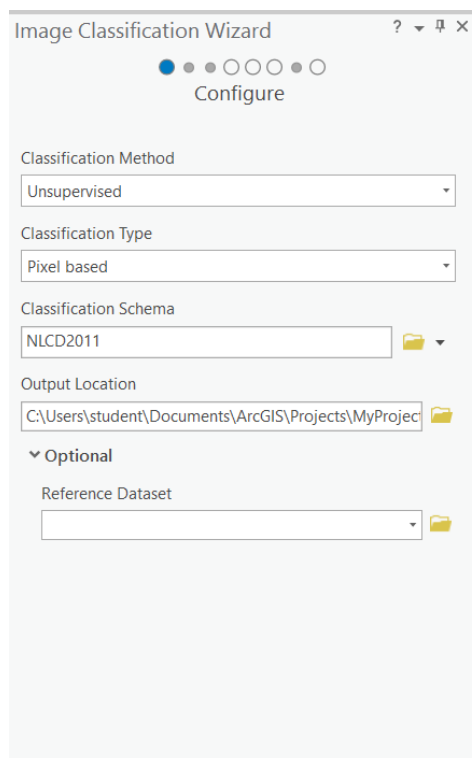 Image Classification Wizard ?
Configure
Classification Method
Unsupervised
Classification Type
Pixel based
Classification Schema
NLCD2011
Output Location
C:\Users\student\Documents\ArcGIS\Projects\MyProjec
Optional
Reference Dataset